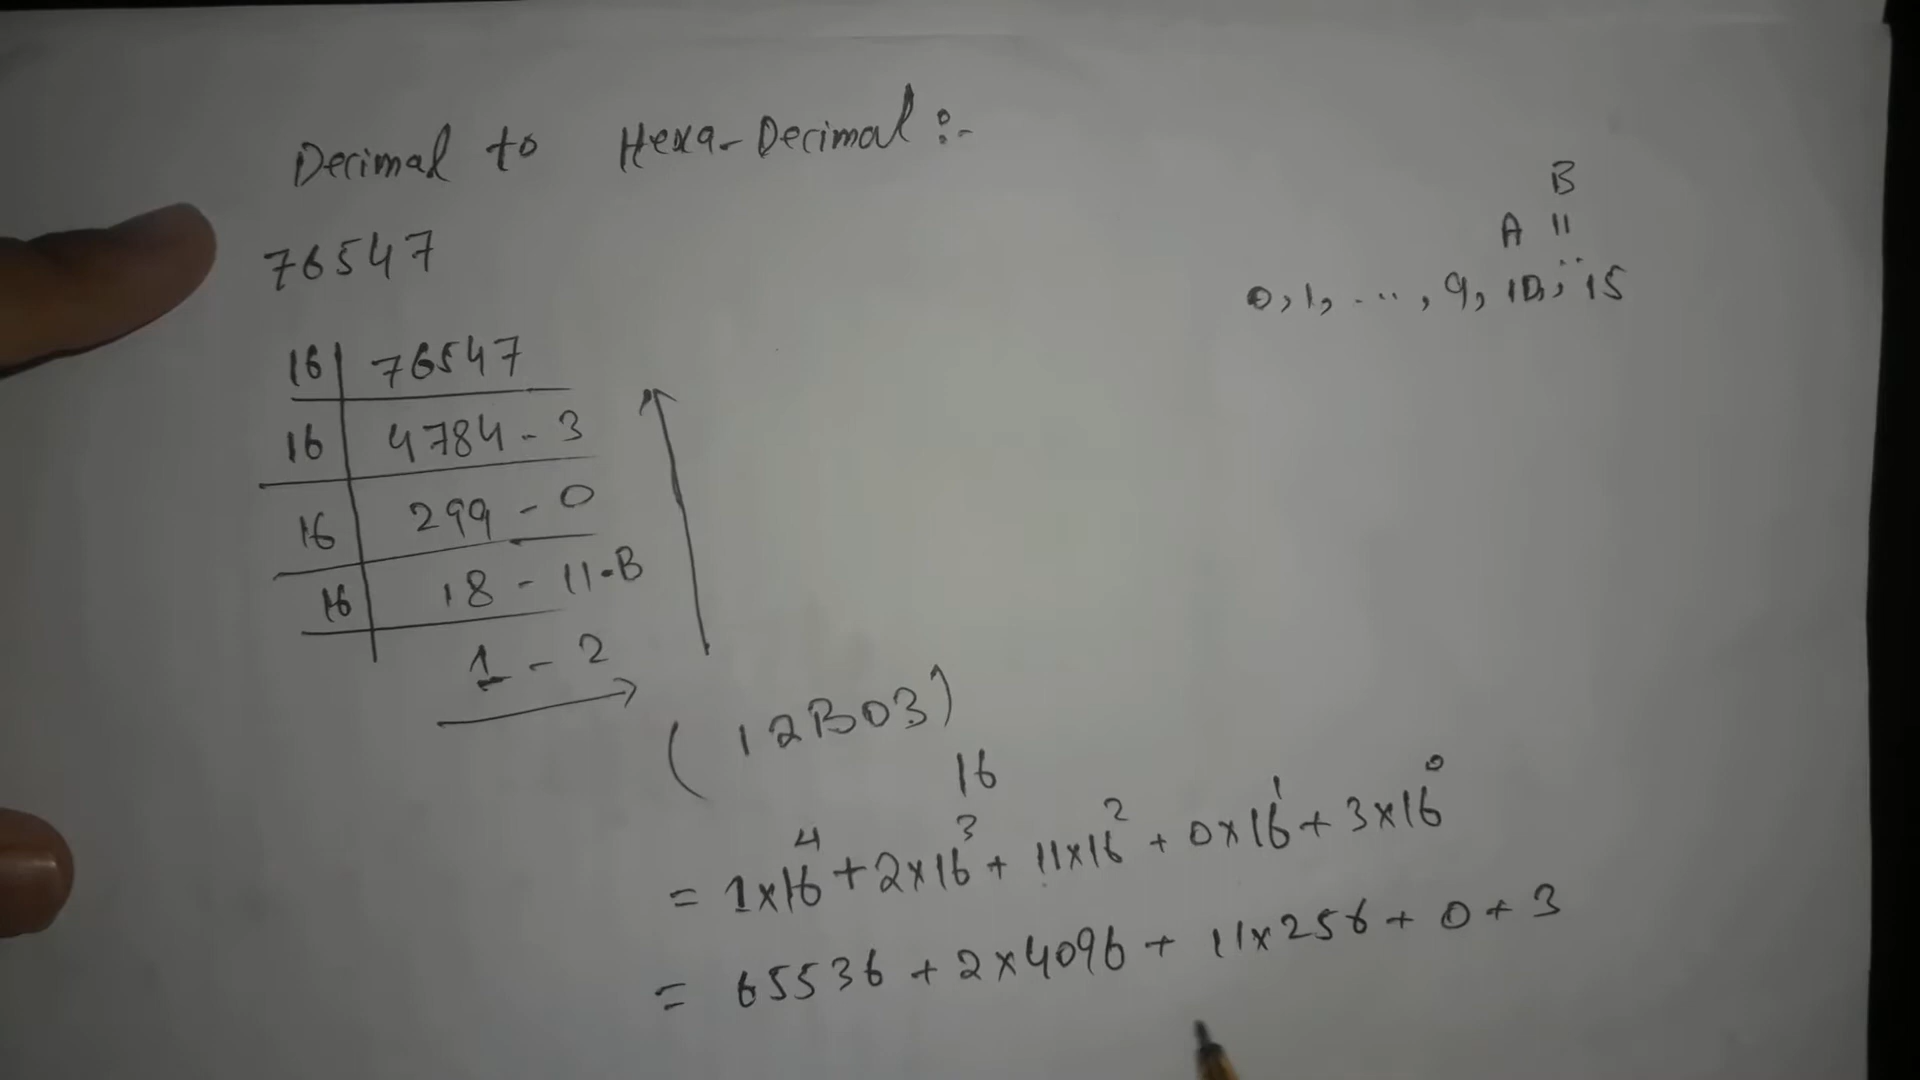 Decimal to Hexa-Decimal :-
B
A 11
0, 1, ..., 9, 10, .. 15
76547
16 | 76547
16 | 4784 - 3
16 | 299 - 0
16 | 18 - 11 - B
1 - 2
(12B03)16
= 1×16⁴ + 2×16³ + 11×16² + 0×16¹ + 3×16⁰
= 65536 + 2×4096 + 11×256 + 0 + 3